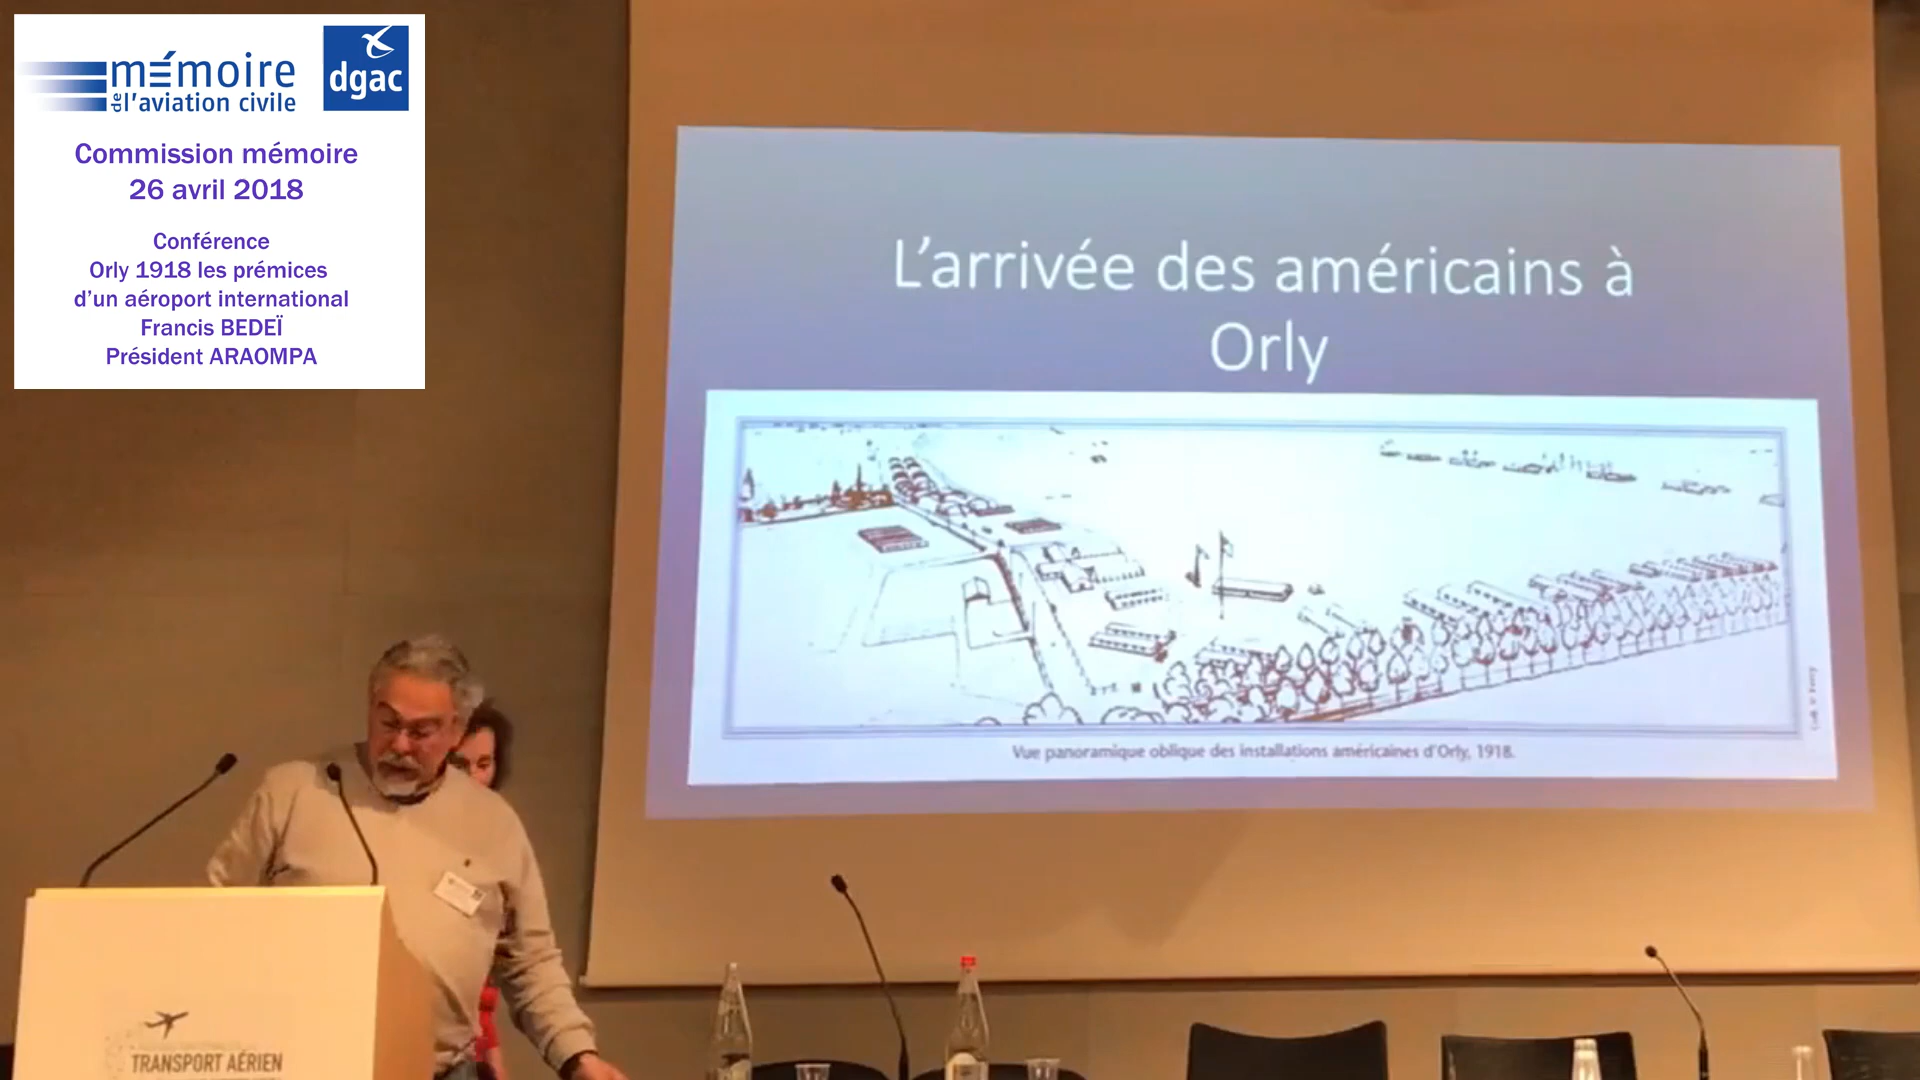 mémoire
de l'aviation civile
dgac
Commission mémoire
26 avril 2018
Conférence
Orly 1918 les prémices
d'un aéroport international
Francis BEDEÏ
Président ARAOMPA
L'arrivée des américains à
Orly
Vue panoramique oblique des installations américaines d'Orly, 1918.
TRANSPORT AÉRIEN